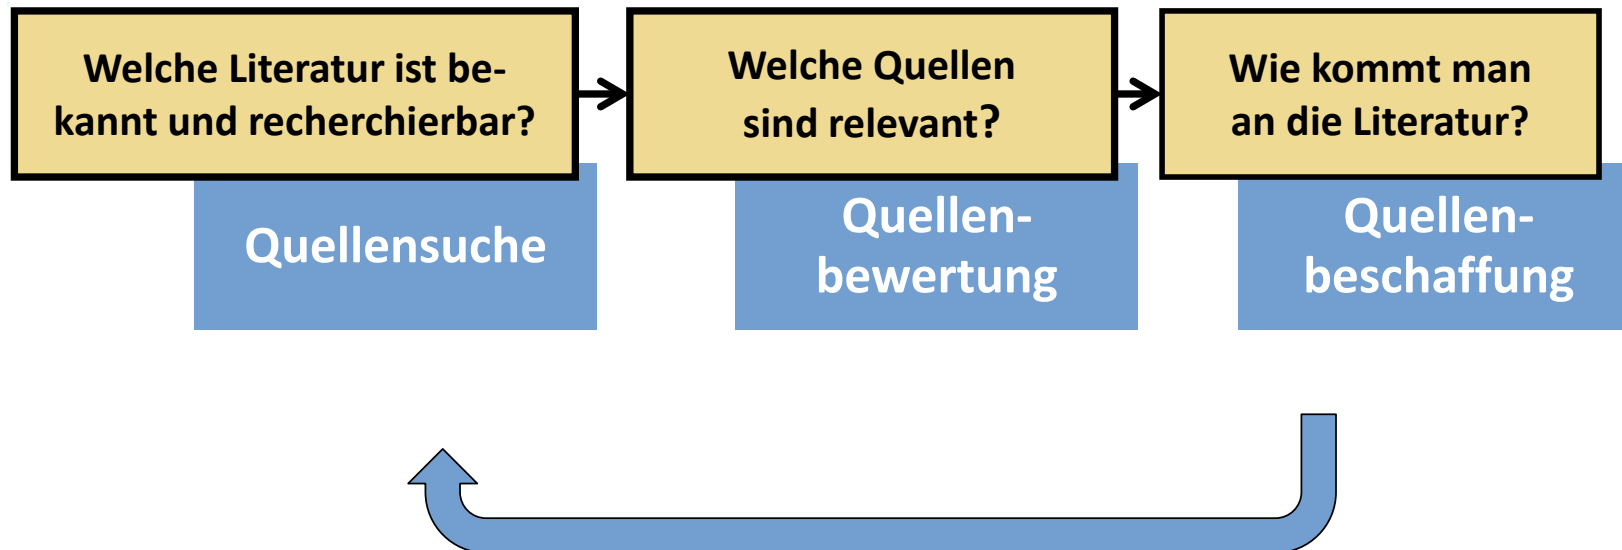 Welche Literatur ist be-
kannt und recherchierbar?
Quellensuche
Welche Quellen
sind relevant?
Quellen-
bewertung
Wie kommt man
an die Literatur?
Quellen-
beschaffung